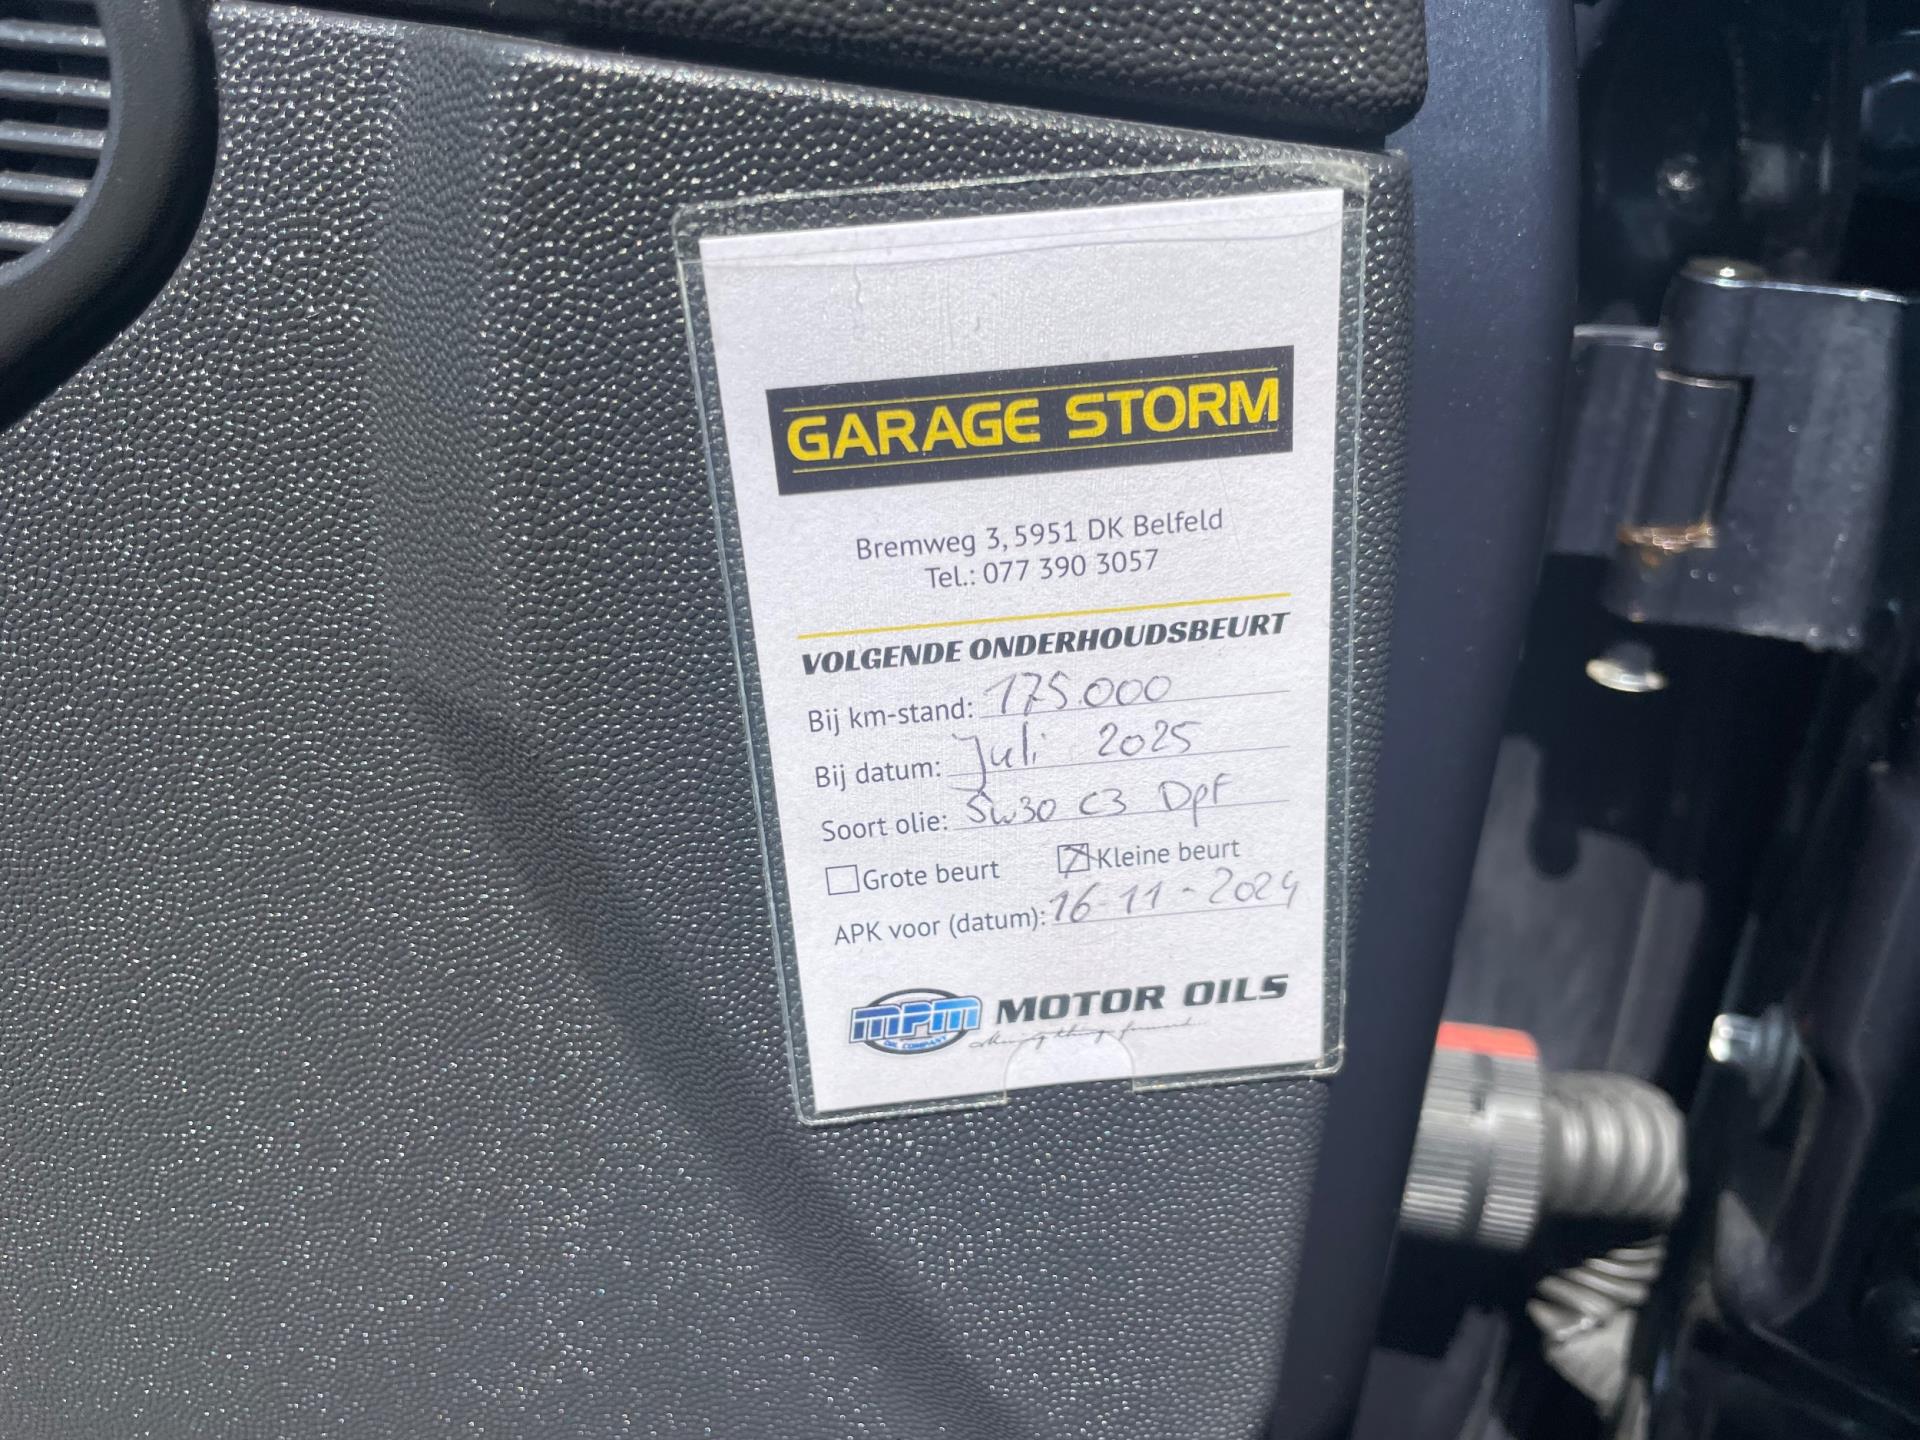 GARAGE STORM
Bremweg 3, 5951 DK Belfeld
Tel.: 077 390 3057
VOLGENDE ONDERHOUDSBEURT
Bij km-stand: 175.000
Bij datum: Juli 2025
Soort olie: 5w30 C3 DpF
Grote beurt Kleine beurt
APK voor (datum): 16-11-2024
MPM MOTOR OILS
OIL COMPANY